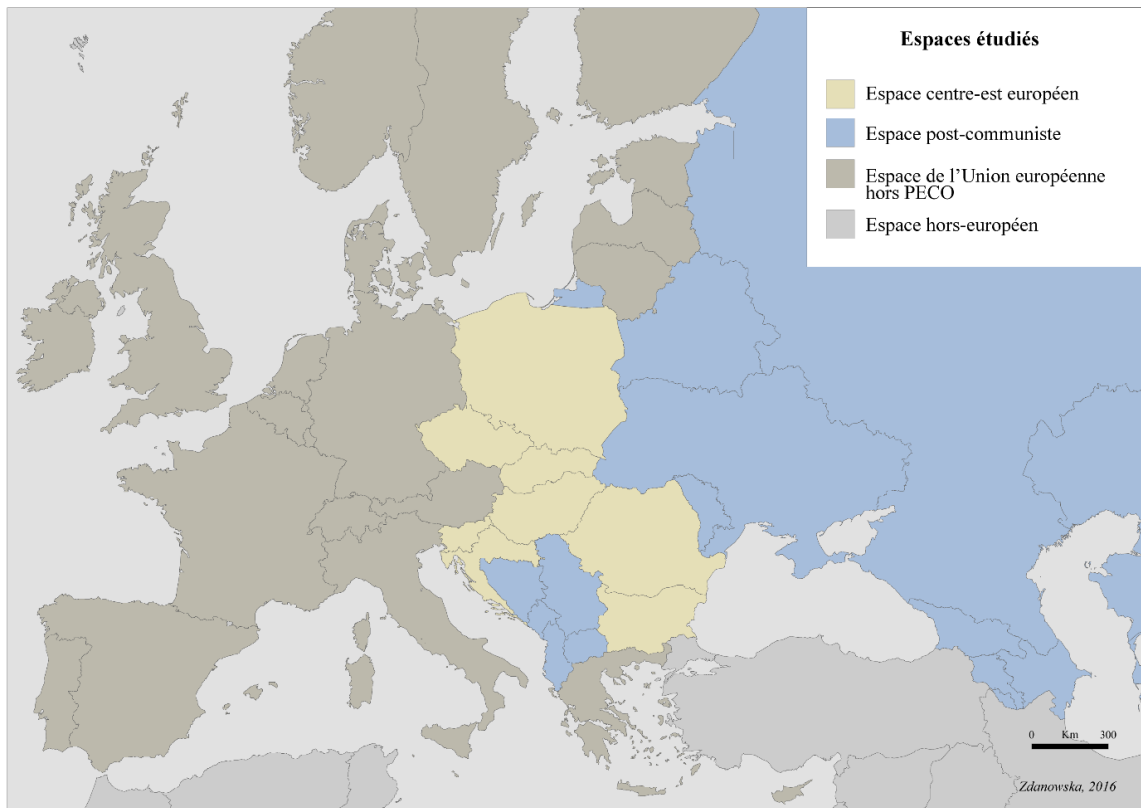 Espaces étudiés
Espace centre-est européen
Espace post-communiste
Espace de l'Union européenne
hors PECO
Espace hors-européen
0 Km 300
Zdanowska, 2016